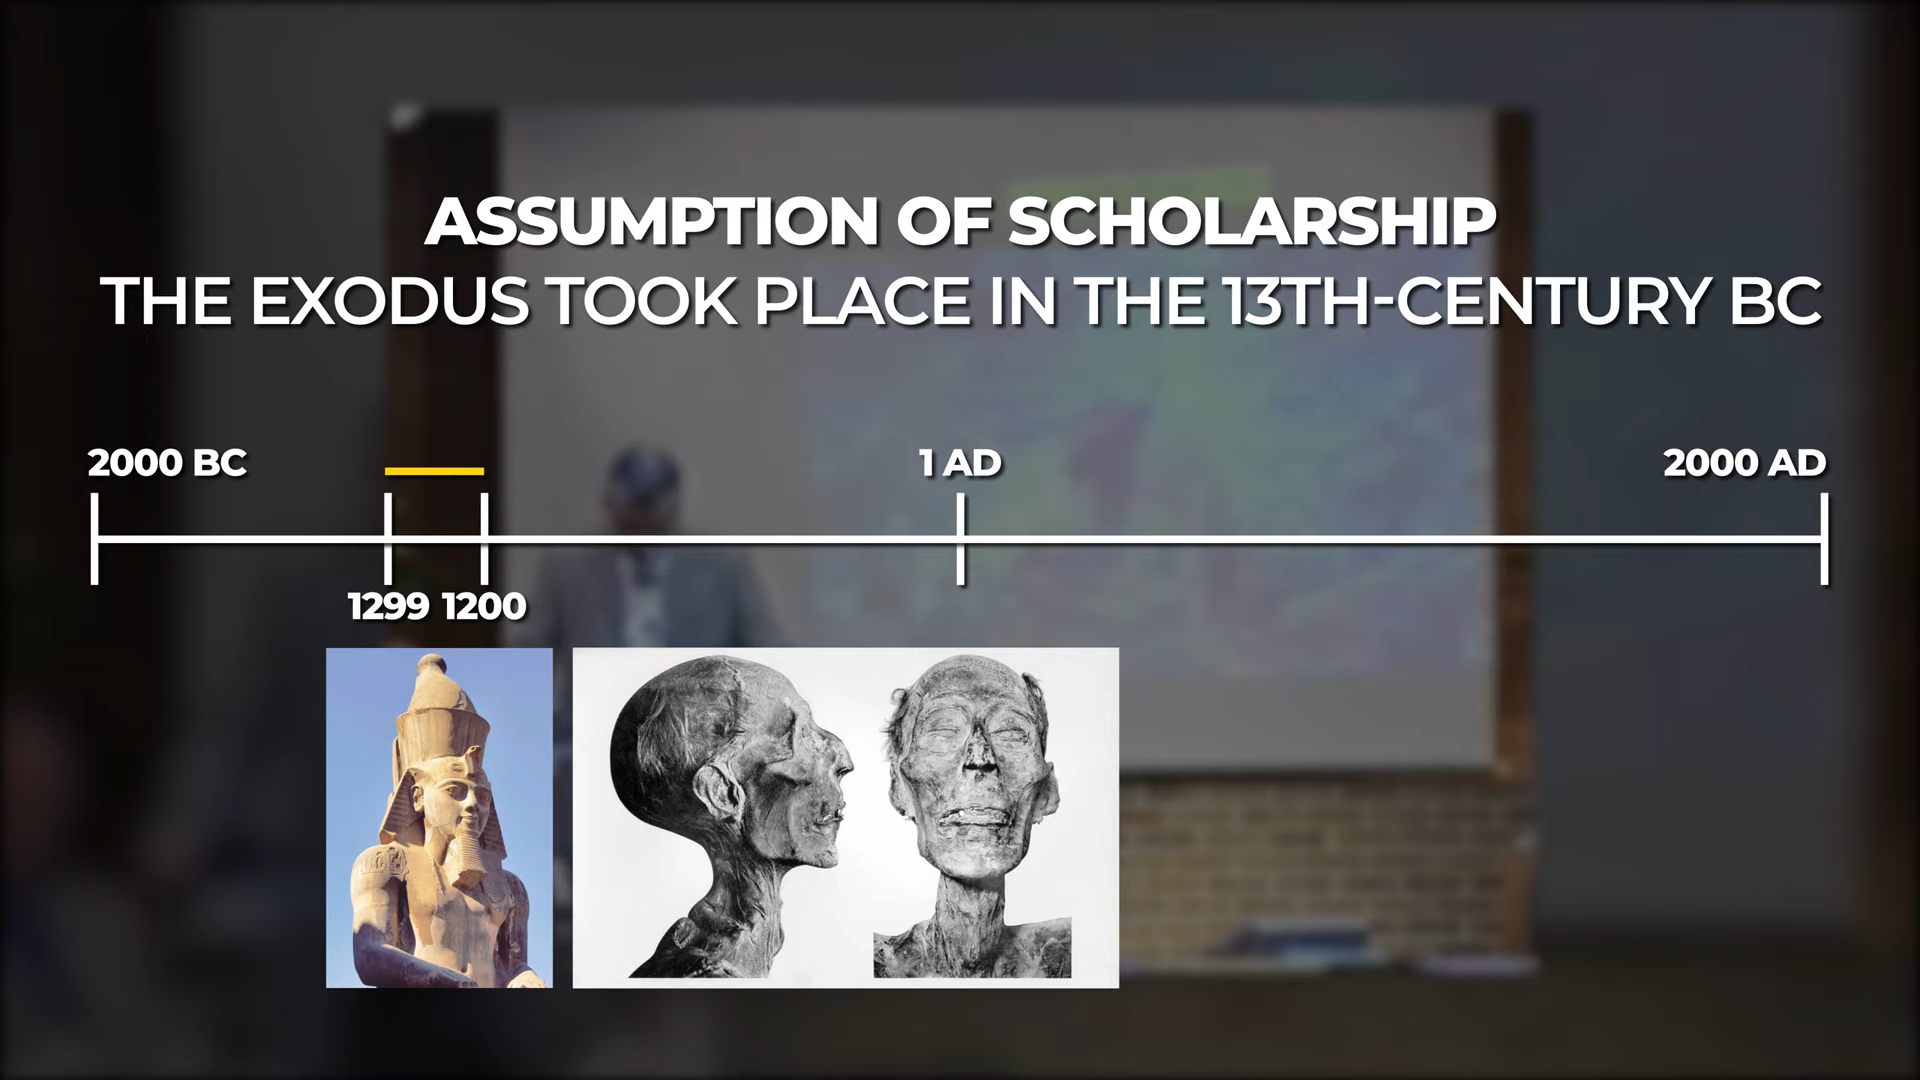 ASSUMPTION OF SCHOLARSHIP
THE EXODUS TOOK PLACE IN THE 13TH-CENTURY BC
2000 BC
1 AD
2000 AD
1299
1200